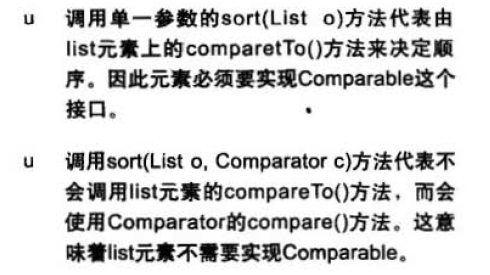 u 调用单一参数的sort(List o)方法代表由
list元素上的comparetTo()方法来决定顺
序。因此元素必须要实现Comparable这个
接口。
u 调用sort(List o, Comparator c)方法代表不
会调用list元素的compareTo()方法，而会
使用Comparator的compare()方法。这意
味着list元素不需要实现Comparable。